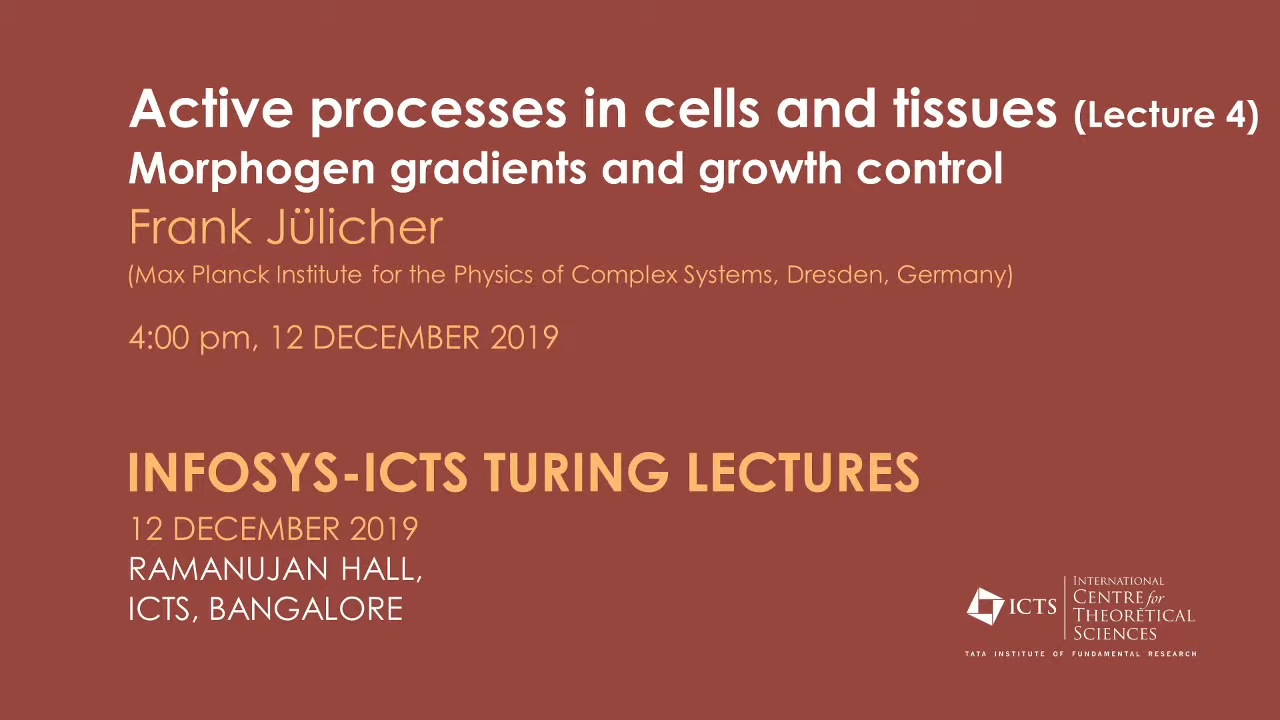 Active processes in cells and tissues (Lecture 4)
Morphogen gradients and growth control
Frank Jülicher
(Max Planck Institute for the Physics of Complex Systems, Dresden, Germany)
4:00 pm, 12 DECEMBER 2019
INFOSYS-ICTS TURING LECTURES
12 DECEMBER 2019
RAMANUJAN HALL,
ICTS, BANGALORE
ICTS
INTERNATIONAL
CENTRE for
THEORETICAL
SCIENCES
TATA INSTITUTE OF FUNDAMENTAL RESEARCH